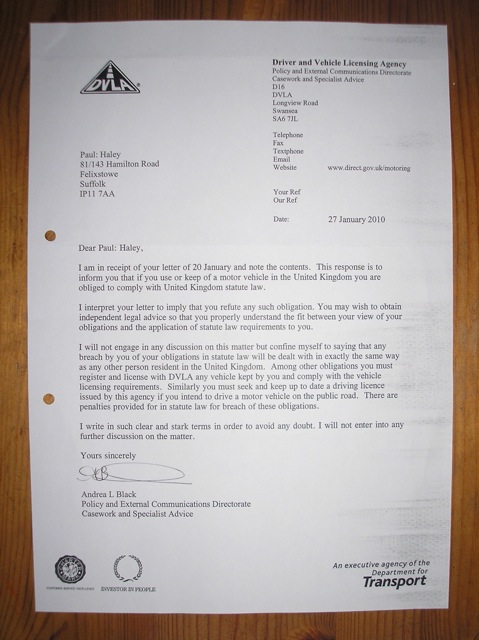 DVLA
Driver and Vehicle Licensing Agency
Policy and External Communications Directorate
Casework and Specialist Advice
D16
DVLA
Longview Road
Swansea
SA6 7JL
Telephone
Fax
Textphone
Email
Website www.direct.gov.uk/motoring
Your Ref
Our Ref
Date: 27 January 2010
Paul: Haley
81/143 Hamilton Road
Felixstowe
Suffolk
IP11 7AA
Dear Paul: Haley,
I am in receipt of your letter of 20 January and note the contents. This response is to
inform you that if you use or keep of a motor vehicle in the United Kingdom you are
obliged to comply with United Kingdom statute law.
I interpret your letter to imply that you refute any such obligation. You may wish to obtain
independent legal advice so that you properly understand the fit between your view of your
obligations and the application of statute law requirements to you.
I will not engage in any discussion on this matter but confine myself to saying that any
breach by you of your obligations in statute law will be dealt with in exactly the same way
as any other person resident in the United Kingdom. Among other obligations you must
register and license with DVLA any vehicle kept by you and comply with the vehicle
licensing requirements. Similarly you must seek and keep up to date a driving licence
issued by this agency if you intend to drive a motor vehicle on the public road. There are
penalties provided for in statute law for breach of these obligations.
I write in such clear and stark terms in order to avoid any doubt. I will not enter into any
further discussion on the matter.
Yours sincerely
Andrea L Black
Policy and External Communications Directorate
Casework and Specialist Advice
INVESTOR IN PEOPLE
An executive agency of the
Department for
Transport